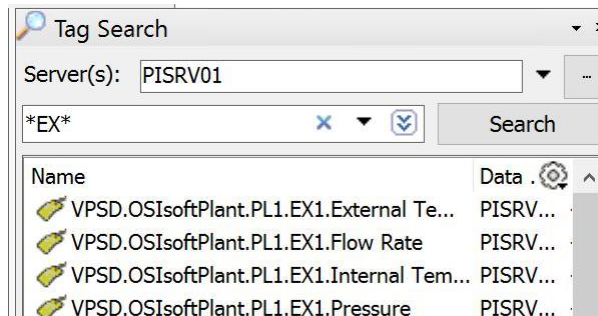 Tag Search
Server(s): PISRV01 ...
*EX* Search
Name Data .
VPSD.OSIsoftPlant.PL1.EX1.External Te... PISRV...
VPSD.OSIsoftPlant.PL1.EX1.Flow Rate PISRV...
VPSD.OSIsoftPlant.PL1.EX1.Internal Tem... PISRV...
VPSD.OSIsoftPlant.PL1.EX1.Pressure PISRV...